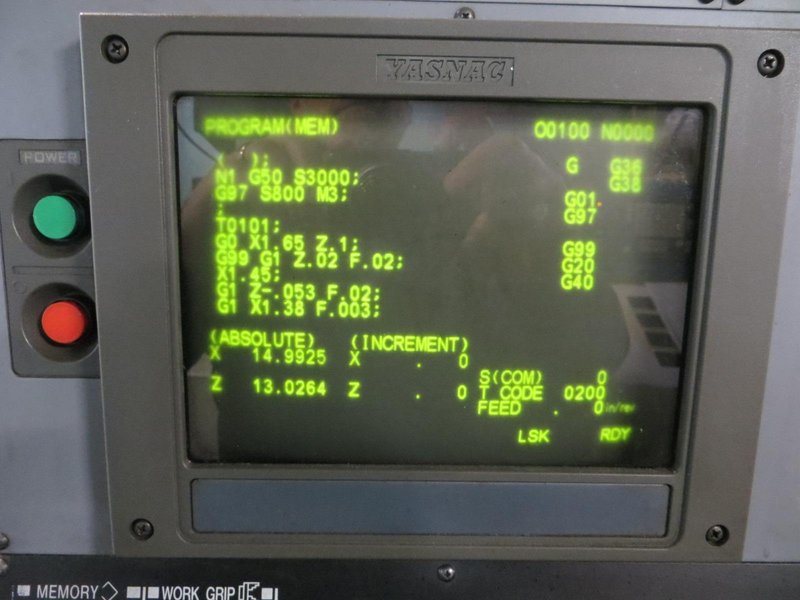 YASNAC
POWER
PROGRAM(MEM) O0100 N0000
( );
N1 G50 S3000;
G97 S800 M3;
;
T0101;
G0 X1.65 Z.1;
G99 G1 Z.02 F.02;
X1.45;
G1 Z-.053 F.02;
G1 X1.38 F.003;
G G36
G38
G01
G97
G99
G20
G40
(ABSOLUTE) (INCREMENT)
X 14.9925 X . 0
Z 13.0264 Z . 0
S(COM) 0
T CODE 0200
FEED . 0 in/rev
LSK RDY
MEMORY WORK GRIP